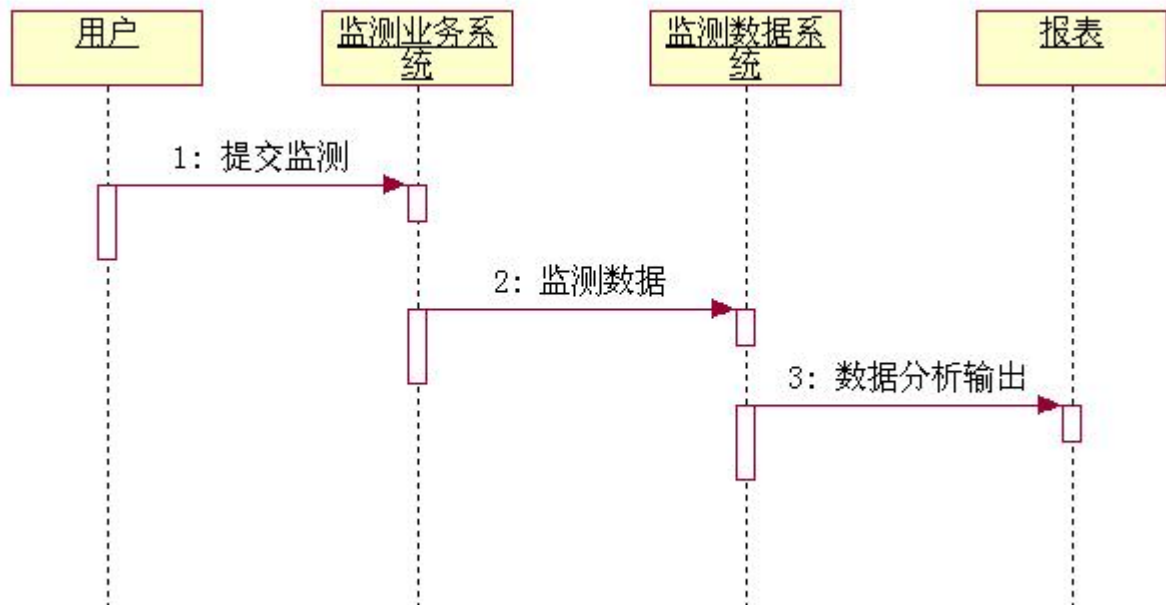 用户
监测业务系
统
监测数据系
统
报表
1: 提交监测
2: 监测数据
3: 数据分析输出